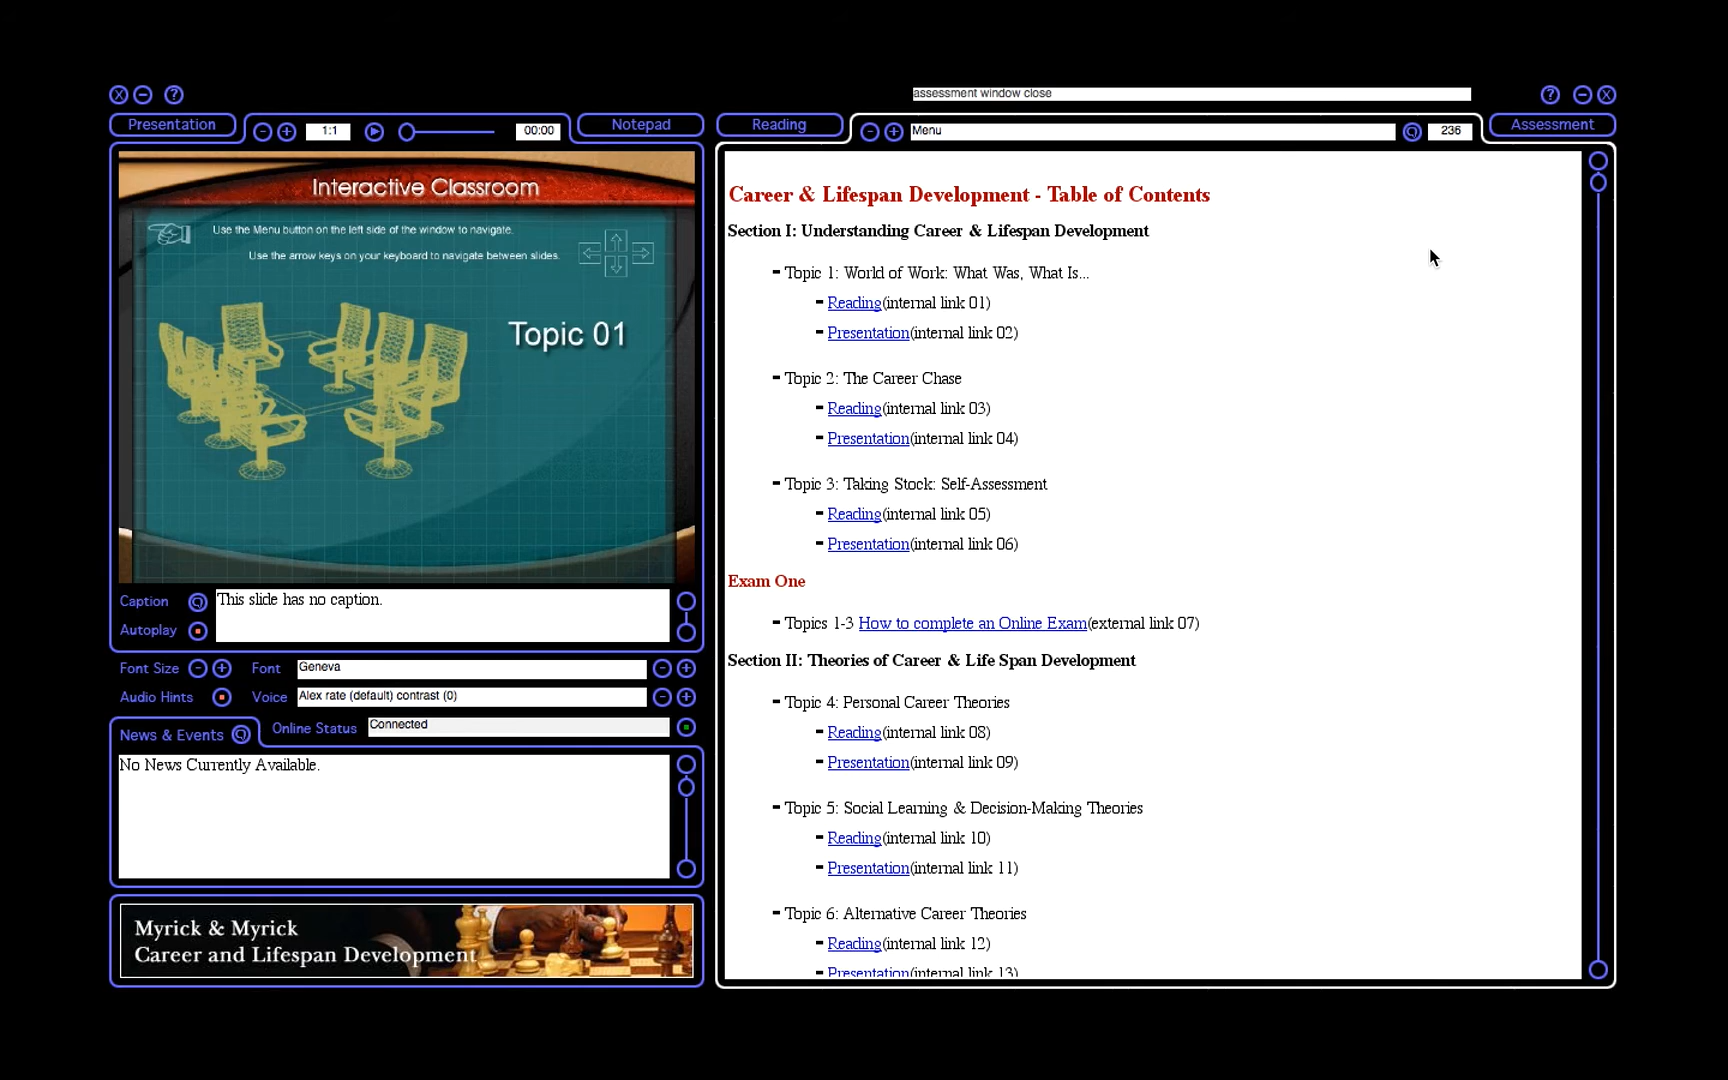 assessment window close
Presentation
1:1
00:00
Notepad
Reading
Menu
236
Assessment
Interactive Classroom
Use the Menu button on the left side of the window to navigate.
Use the arrow keys on your keyboard to navigate between slides.
Topic 01
Caption
This slide has no caption.
Autoplay
Font Size
Font
Geneva
Audio Hints
Voice
Alex rate (default) contrast (0)
News & Events
Online Status
Connected
No News Currently Available.
Myrick & Myrick
Career and Lifespan Development
Career & Lifespan Development - Table of Contents
Section I: Understanding Career & Lifespan Development
- Topic 1: World of Work: What Was, What Is...
- Reading(internal link 01)
- Presentation(internal link 02)
- Topic 2: The Career Chase
- Reading(internal link 03)
- Presentation(internal link 04)
- Topic 3: Taking Stock: Self-Assessment
- Reading(internal link 05)
- Presentation(internal link 06)
Exam One
- Topics 1-3 How to complete an Online Exam(external link 07)
Section II: Theories of Career & Life Span Development
- Topic 4: Personal Career Theories
- Reading(internal link 08)
- Presentation(internal link 09)
- Topic 5: Social Learning & Decision-Making Theories
- Reading(internal link 10)
- Presentation(internal link 11)
- Topic 6: Alternative Career Theories
- Reading(internal link 12)
- Presentation(internal link 13)